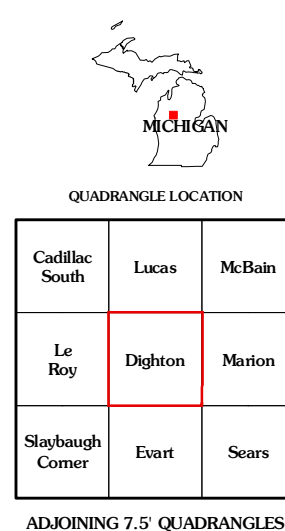 MICHIGAN
QUADRANGLE LOCATION
Cadillac
South
Lucas
McBain
Le
Roy
Dighton
Marion
Slaybaugh
Corner
Evart
Sears
ADJOINING 7.5' QUADRANGLES